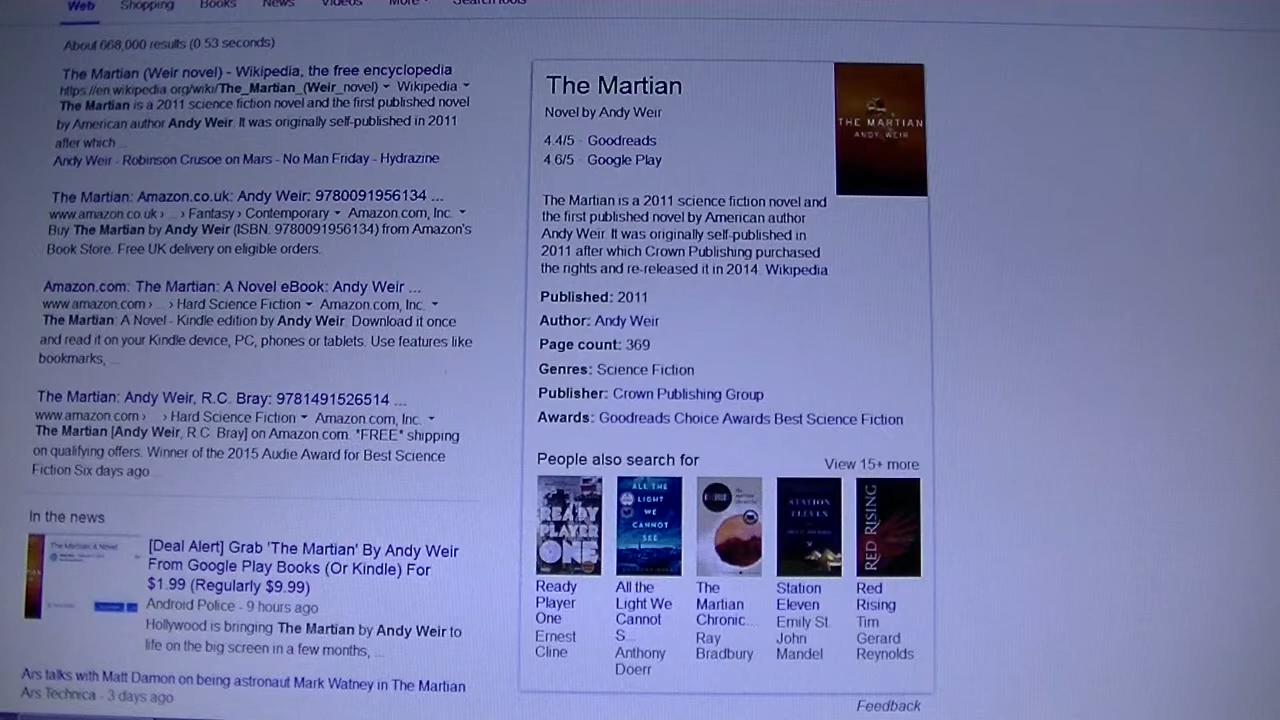 Web Shopping Books News Videos More Search tools
About 668,000 results (0.53 seconds)
The Martian (Weir novel) - Wikipedia, the free encyclopedia
https://en.wikipedia.org/wiki/The_Martian_(Weir_novel) Wikipedia
The Martian is a 2011 science fiction novel and the first published novel
by American author Andy Weir. It was originally self-published in 2011
after which ...
Andy Weir - Robinson Crusoe on Mars - No Man Friday - Hydrazine
The Martian: Amazon.co.uk: Andy Weir: 9780091956134 ...
www.amazon.co.uk › ... › Fantasy › Contemporary Amazon.com, Inc.
Buy The Martian by Andy Weir (ISBN: 9780091956134) from Amazon's
Book Store. Free UK delivery on eligible orders.
Amazon.com: The Martian: A Novel eBook: Andy Weir ...
www.amazon.com › ... › Hard Science Fiction Amazon.com, Inc.
The Martian: A Novel - Kindle edition by Andy Weir. Download it once
and read it on your Kindle device, PC, phones or tablets. Use features like
bookmarks, ...
The Martian: Andy Weir, R.C. Bray: 9781491526514 ...
www.amazon.com › ... › Hard Science Fiction Amazon.com, Inc.
The Martian [Andy Weir, R.C. Bray] on Amazon.com. *FREE* shipping
on qualifying offers. Winner of the 2015 Audie Award for Best Science
Fiction Six days ago ...
In the news
The Martian: A Novel
[Deal Alert] Grab 'The Martian' By Andy Weir
From Google Play Books (Or Kindle) For
$1.99 (Regularly $9.99)
Android Police - 9 hours ago
Hollywood is bringing The Martian by Andy Weir to
life on the big screen in a few months, ...
Ars talks with Matt Damon on being astronaut Mark Watney in The Martian
Ars Technica - 3 days ago
The Martian
Novel by Andy Weir
4.4/5 · Goodreads
4.6/5 · Google Play
THE MARTIAN
ANDY WEIR
The Martian is a 2011 science fiction novel and
the first published novel by American author
Andy Weir. It was originally self-published in
2011 after which Crown Publishing purchased
the rights and re-released it in 2014. Wikipedia
Published: 2011
Author: Andy Weir
Page count: 369
Genres: Science Fiction
Publisher: Crown Publishing Group
Awards: Goodreads Choice Awards Best Science Fiction
People also search for
View 15+ more
READY
PLAYER
ONE
ALL THE
LIGHT
WE
CANNOT
SEE
STATION
ELEVEN
RED RISING
Ready
Player
One
Ernest
Cline
All the
Light We
Cannot
S...
Anthony
Doerr
The
Martian
Chronic...
Ray
Bradbury
Station
Eleven
Emily St.
John
Mandel
Red
Rising
Tim
Gerard
Reynolds
Feedback